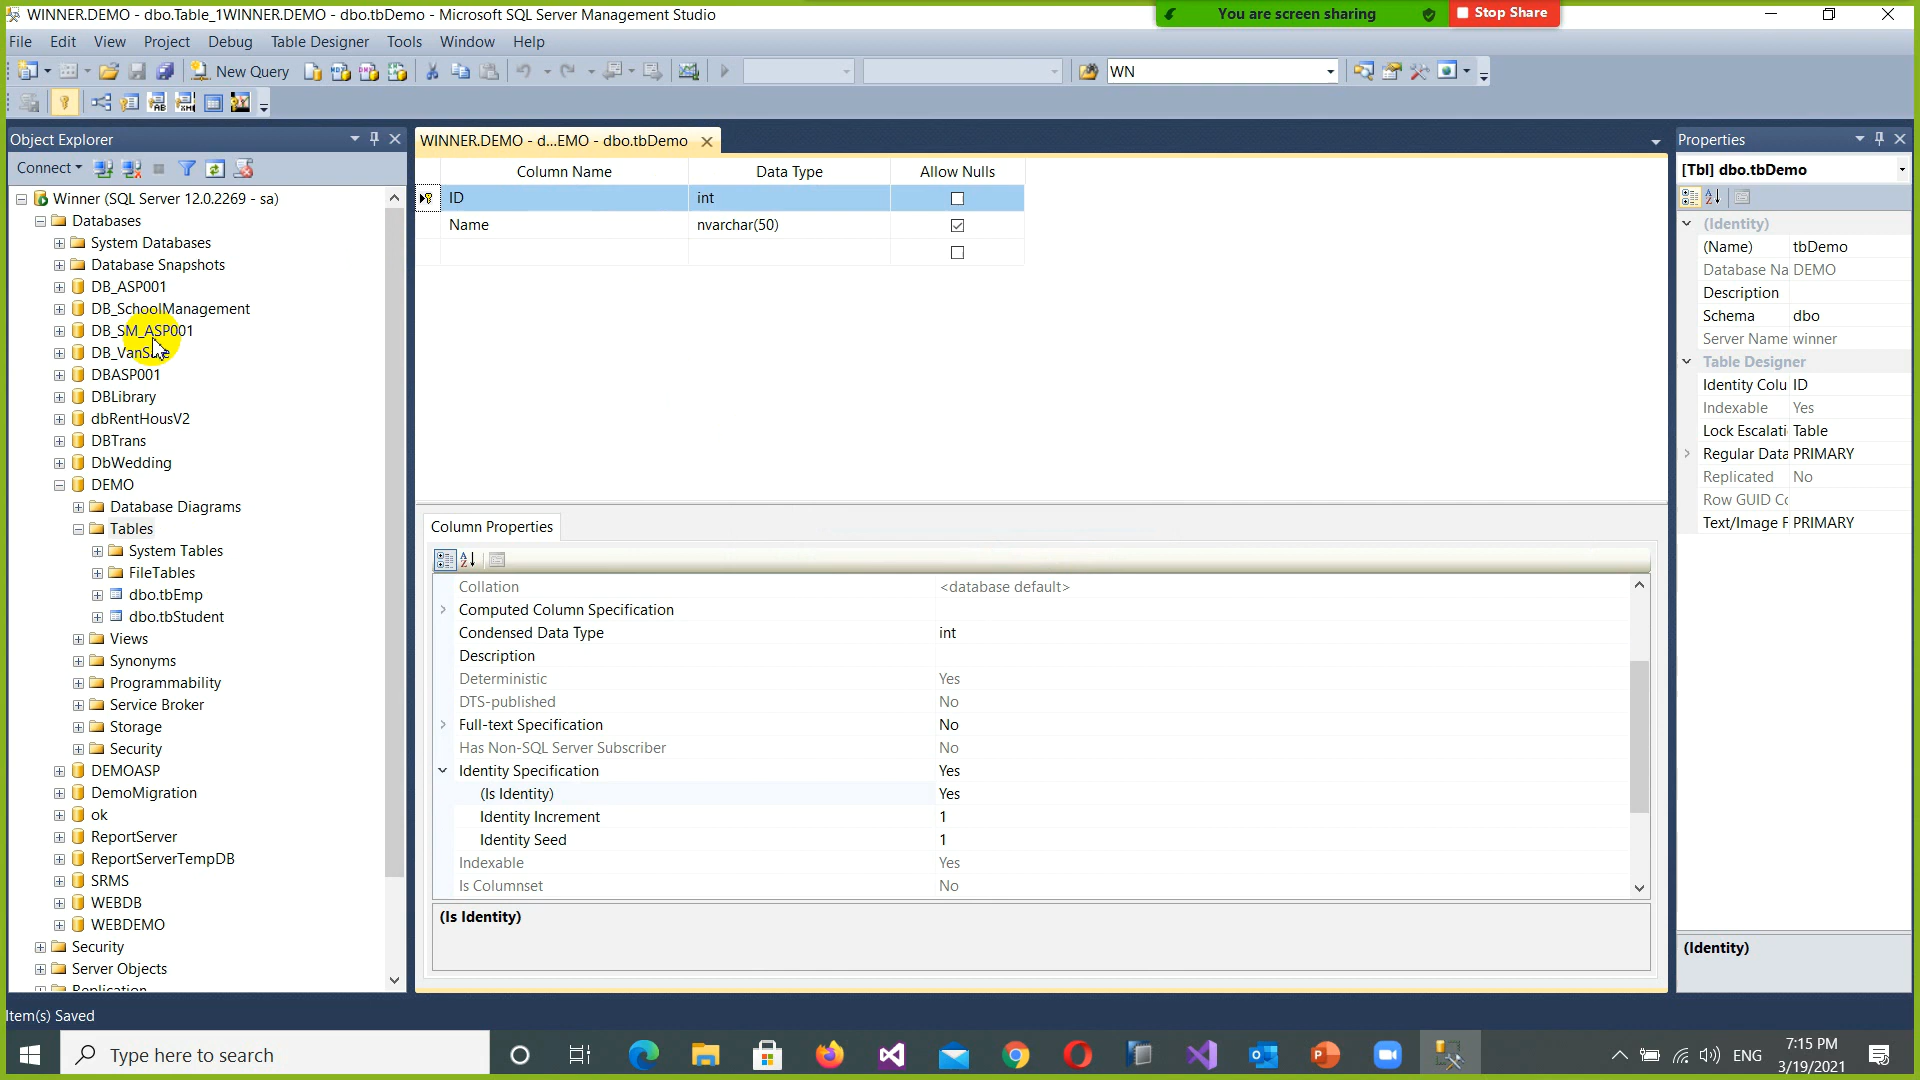 WINNER.DEMO - dbo.Table_1WINNER.DEMO - dbo.tbDemo - Microsoft SQL Server Management Studio
You are screen sharing
Stop Share
File Edit View Project Debug Table Designer Tools Window Help
New Query
WN
Object Explorer
Connect
Winner (SQL Server 12.0.2269 - sa)
Databases
System Databases
Database Snapshots
DB_ASP001
DB_SchoolManagement
DB_SM_ASP001
DBASP001
DBLibrary
dbRentHousV2
DBTrans
DbWedding
DEMO
Database Diagrams
Tables
System Tables
FileTables
dbo.tbEmp
dbo.tbStudent
Views
Synonyms
Programmability
Service Broker
Storage
Security
DEMOASP
DemoMigration
ok
ReportServer
ReportServerTempDB
SRMS
WEBDB
WEBDEMO
Security
Server Objects
Replication
WINNER.DEMO - d...EMO - dbo.tbDemo
Column Name Data Type Allow Nulls
ID int
Name nvarchar(50)
Column Properties
Collation <database default>
Computed Column Specification
Condensed Data Type int
Description
Deterministic Yes
DTS-published No
Full-text Specification No
Has Non-SQL Server Subscriber No
Identity Specification Yes
(Is Identity) Yes
Identity Increment 1
Identity Seed 1
Indexable Yes
Is Columnset No
(Is Identity)
Properties
[Tbl] dbo.tbDemo
(Identity)
(Name) tbDemo
Database Na DEMO
Description
Schema dbo
Server Name winner
Table Designer
Identity Colu ID
Indexable Yes
Lock Escalati Table
Regular Data PRIMARY
Replicated No
Row GUID Cc
Text/Image F PRIMARY
(Identity)
Item(s) Saved
Type here to search
ENG
7:15 PM
3/19/2021